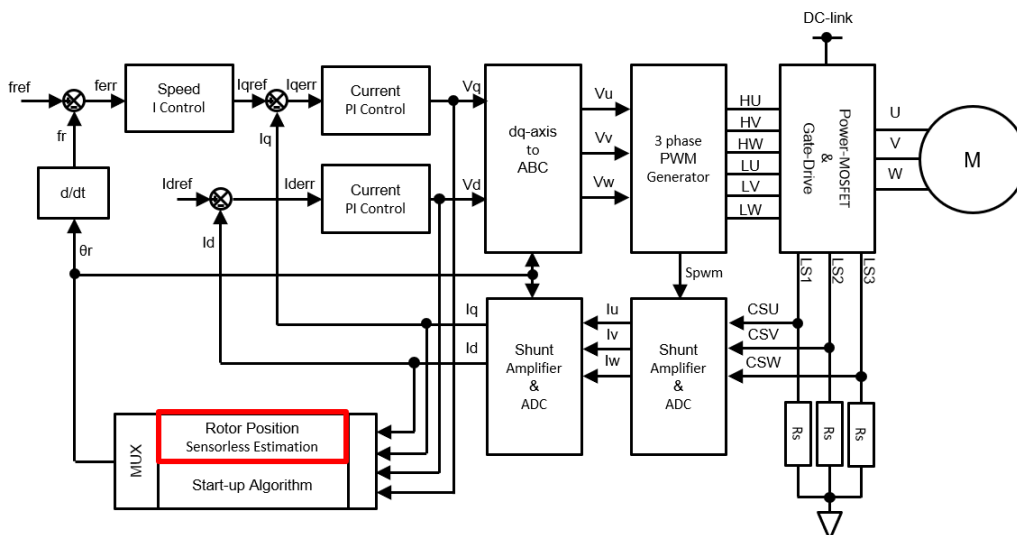 DC-link
fref
ferr
Speed
I Control
Iqref
Iqerr
Current
PI Control
Vq
dq-axis
to
ABC
Vu
Vv
Vw
3 phase
PWM
Generator
HU
HV
HW
LU
LV
LW
Power-MOSFET
&
Gate-Drive
U
V
W
M
fr
Iq
d/dt
Idref
Iderr
Current
PI Control
Vd
Id
θr
Spwm
LS1
LS2
LS3
Iq
Id
Shunt
Amplifier
&
ADC
Iu
Iv
Iw
Shunt
Amplifier
&
ADC
CSU
CSV
CSW
Rs
Rs
Rs
MUX
Rotor Position
Sensorless Estimation
Start-up Algorithm